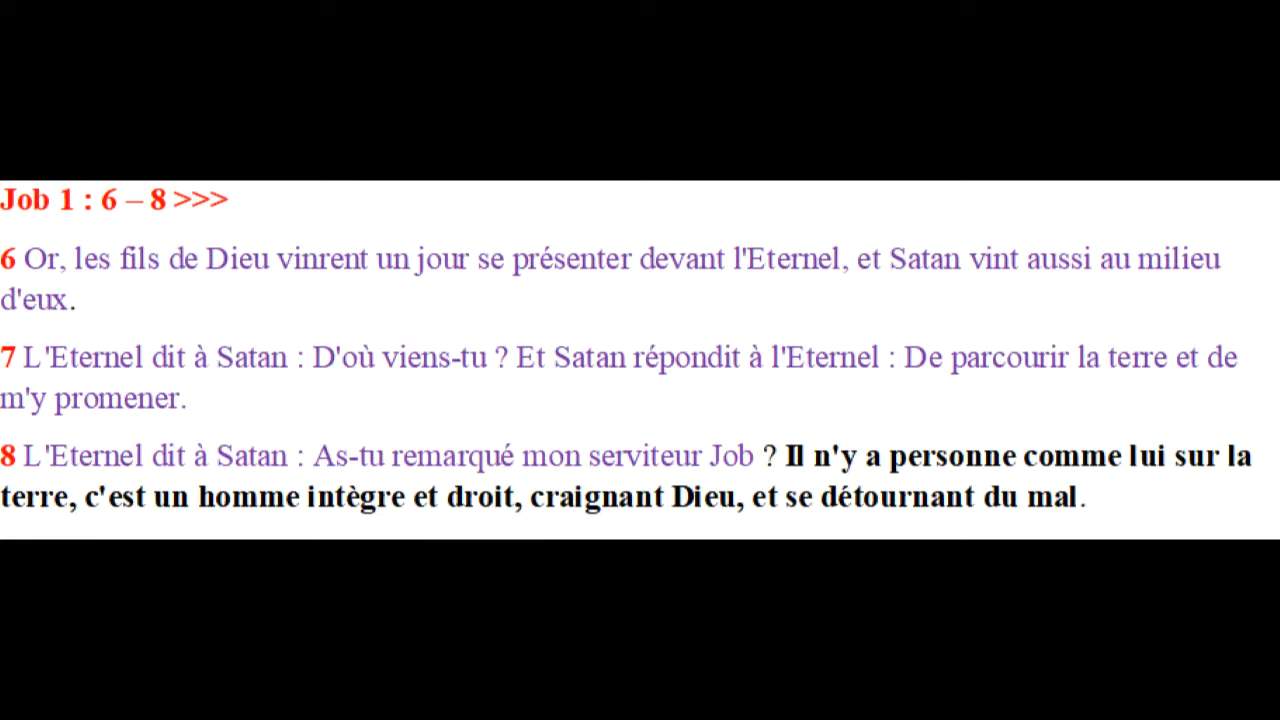 Job 1 : 6 – 8 >>>
6 Or, les fils de Dieu vinrent un jour se présenter devant l'Eternel, et Satan vint aussi au milieu
d'eux.
7 L'Eternel dit à Satan : D'où viens-tu ? Et Satan répondit à l'Eternel : De parcourir la terre et de
m'y promener.
8 L'Eternel dit à Satan : As-tu remarqué mon serviteur Job ? Il n'y a personne comme lui sur la
terre, c'est un homme intègre et droit, craignant Dieu, et se détournant du mal.